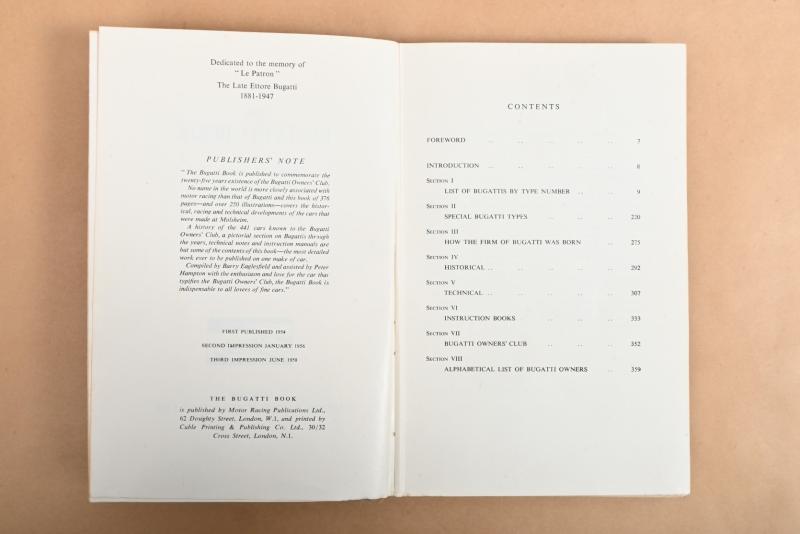 Dedicated to the memory of
"Le Patron"
The Late Ettore Bugatti
1881-1947
PUBLISHERS' NOTE
"The Bugatti Book is published to commemorate the
twenty-five years existence of the Bugatti Owners' Club.
No name in the world is more closely associated with
motor racing than that of Bugatti and this book of 376
pages—and over 250 illustrations—covers the histor-
ical, racing and technical developments of the cars that
were made at Molsheim.
A history of the 441 cars known to the Bugatti
Owners' Club, a pictorial section on Bugattis through
the years, technical notes and instruction manuals are
but some of the contents of this book—the most detailed
work ever to be published on one make of car.
Compiled by Barry Eaglesfield and assisted by Peter
Hampton with the enthusiasm and love for the car that
typifies the Bugatti Owners' Club, the Bugatti Book is
indispensable to all lovers of fine cars."
FIRST PUBLISHED 1954
SECOND IMPRESSION JANUARY 1956
THIRD IMPRESSION JUNE 1958
THE BUGATTI BOOK
is published by Motor Racing Publications Ltd.,
62 Doughty Street, London, W.1, and printed by
Cable Printing & Publishing Co. Ltd., 30/32
Cross Street, London, N.1.
CONTENTS
FOREWORD .. .. .. .. .. 7
INTRODUCTION .. .. .. .. .. 8
SECTION I
LIST OF BUGATTIS BY TYPE NUMBER .. .. 9
SECTION II
SPECIAL BUGATTI TYPES .. .. .. 220
SECTION III
HOW THE FIRM OF BUGATTI WAS BORN .. 275
SECTION IV
HISTORICAL .. .. .. .. .. 292
SECTION V
TECHNICAL .. .. .. .. .. 307
SECTION VI
INSTRUCTION BOOKS .. .. .. 333
SECTION VII
BUGATTI OWNERS' CLUB .. .. .. 352
SECTION VIII
ALPHABETICAL LIST OF BUGATTI OWNERS .. 359